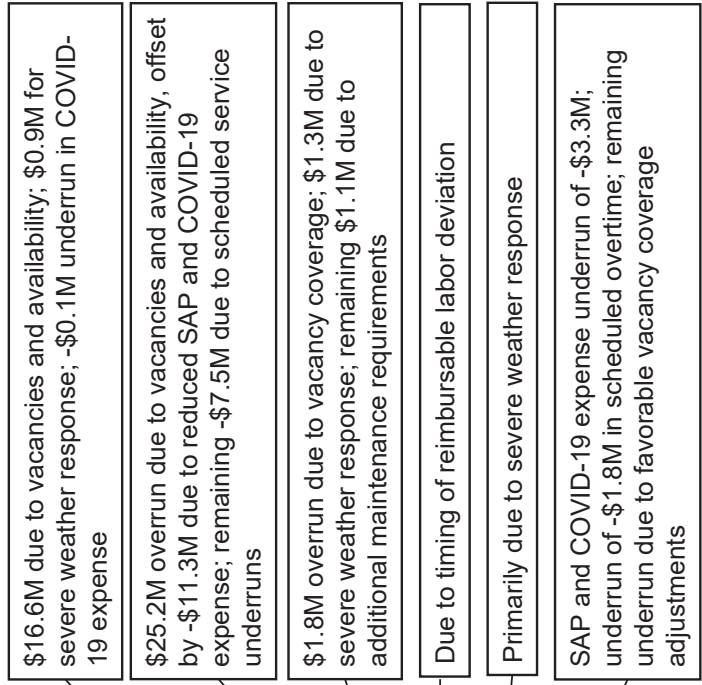 $16.6M due to vacancies and availability; $0.9M for
severe weather response; -$0.1M underrun in COVID-
19 expense
$25.2M overrun due to vacancies and availability, offset
by -$11.3M due to reduced SAP and COVID-19
expense; remaining -$7.5M due to scheduled service
underruns
$1.8M overrun due to vacancy coverage; $1.3M due to
severe weather response; remaining $1.1M due to
additional maintenance requirements
Due to timing of reimbursable labor deviation
Primarily due to severe weather response
SAP and COVID-19 expense underrun of -$3.3M;
underrun of -$1.8M in scheduled overtime; remaining
underrun due to favorable vacancy coverage
adjustments